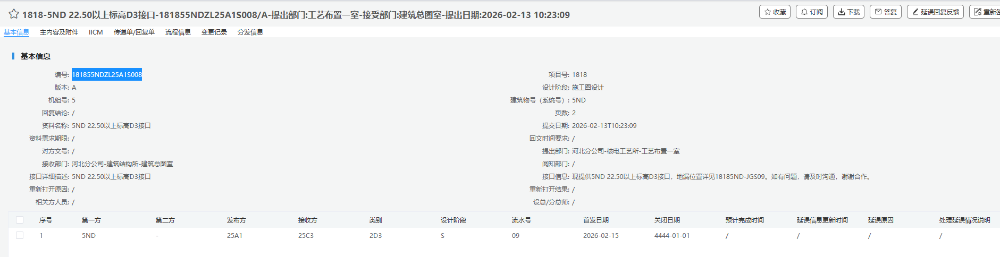 1818-5ND 22.50以上标高D3接口-181855NDZL25A1S008/A-提出部门:工艺布置一室-接受部门:建筑总图室-提出日期:2026-02-13 10:23:09
收藏 订阅 下载 答复 延误回复反馈 重新
基本信息 主内容及附件 IICM 传递单/回复单 流程信息 变更记录 分发信息
基本信息
编号: 181855NDZL25A1S008 项目号: 1818
版本: A 设计阶段: 施工图设计
机组号: 5 建筑物号（系统号）: 5ND
回复结论: / 页数: 2
资料名称: 5ND 22.50以上标高D3接口 提交日期: 2026-02-13T10:23:09
资料需求期限: / 回文时间要求: /
对方文号: / 提出部门: 河北分公司-核电工艺所-工艺布置一室
接收部门: 河北分公司-建筑结构所-建筑总图室 阅知部门: /
接口详细描述: 5ND 22.50以上标高D3接口 接口信息: 现提供5ND 22.50以上标高D3接口，地漏位置详见18185ND-JGS09。如有问题，请及时沟通，谢谢合作。
重新打开原因: / 重新打开结果: /
相关方人员: / 设总/分总师: /
序号 第一方 第二方 发布方 接收方 类别 设计阶段 流水号 首发日期 关闭日期 预计完成时间 延误信息更新时间 延误原因 处理延误情况说明
1 5ND - 25A1 25C3 2D3 S 09 2026-02-15 4444-01-01 / / / /